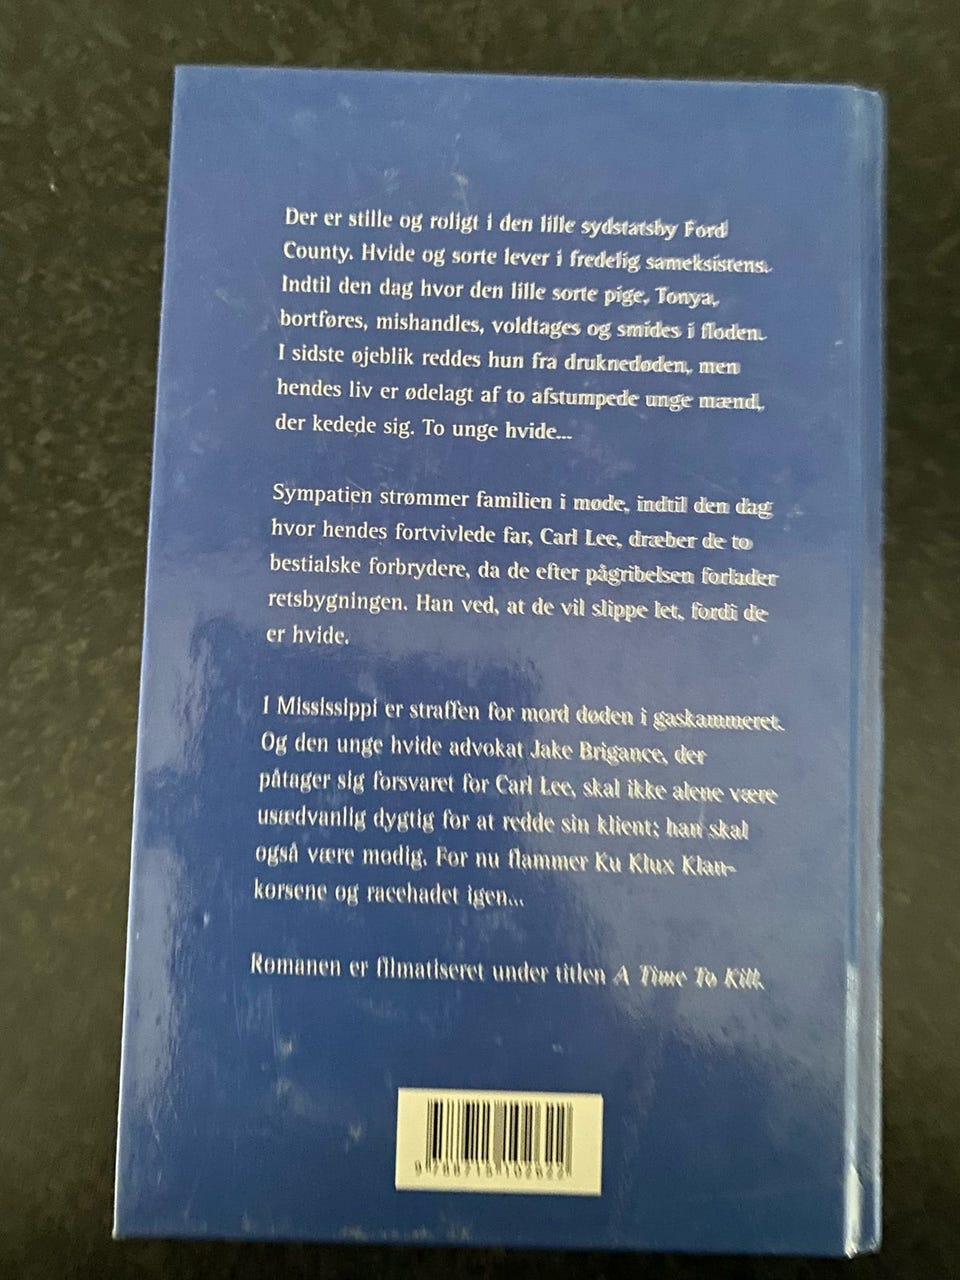 Der er stille og roligt i den lille sydstatsby Ford
County. Hvide og sorte lever i fredelig sameksistens.
Indtil den dag hvor den lille sorte pige, Tonya,
bortføres, mishandles, voldtages og smides i floden.
I sidste øjeblik reddes hun fra druknedøden, men
hendes liv er ødelagt af to afstumpede unge mænd,
der kedede sig. To unge hvide...
Sympatien strømmer familien i møde, indtil den dag
hvor hendes fortvivlede far, Carl Lee, dræber de to
bestialske forbrydere, da de efter pågribelsen forlader
retsbygningen. Han ved, at de vil slippe let, fordi de
er hvide.
I Mississippi er straffen for mord døden i gaskammeret.
Og den unge hvide advokat Jake Brigance, der
påtager sig forsvaret for Carl Lee, skal ikke alene være
usædvanlig dygtig for at redde sin klient; han skal
også være modig. For nu flammer Ku Klux Klan-
korsene og racehadet igen...
Romanen er filmatiseret under titlen A Time To Kill.